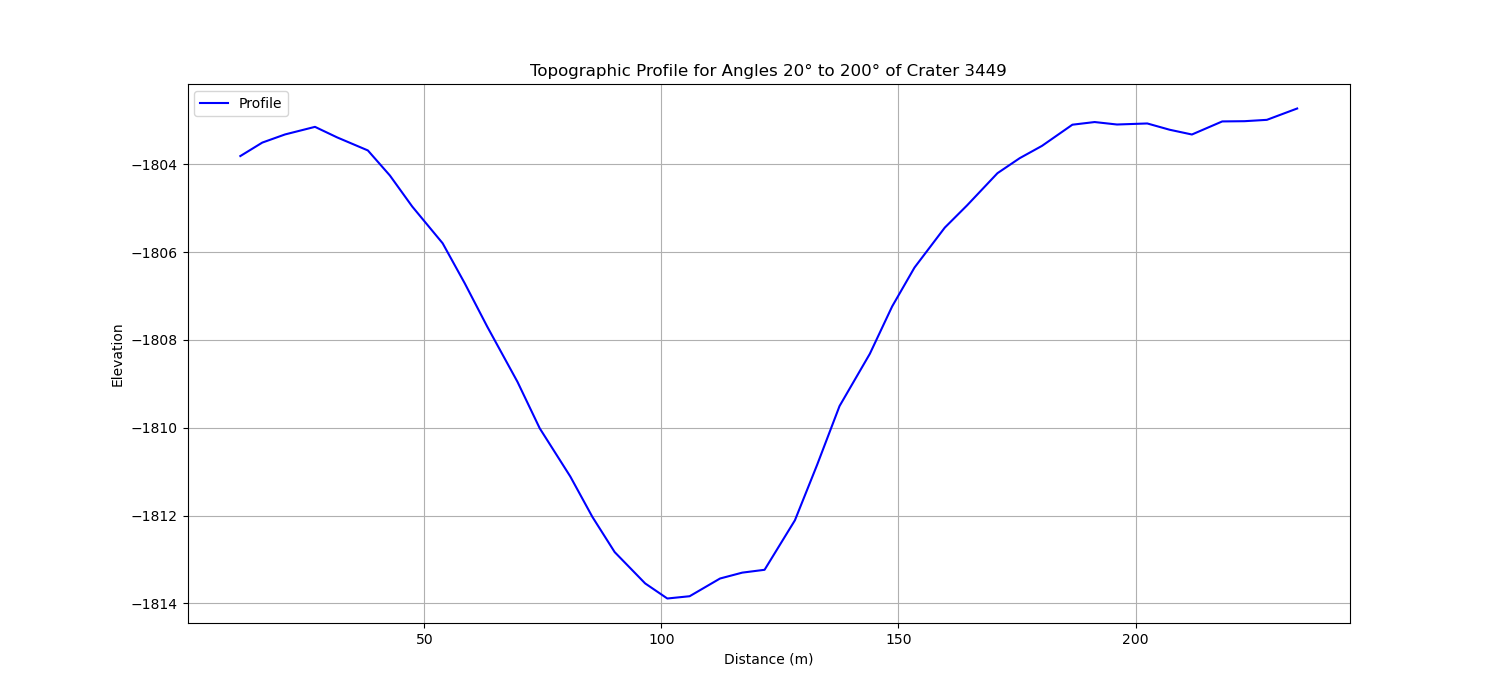 Topographic Profile for Angles 20° to 200° of Crater 3449
Profile
−1804
−1806
−1808
−1810
−1812
−1814
Elevation
50
100
150
200
Distance (m)